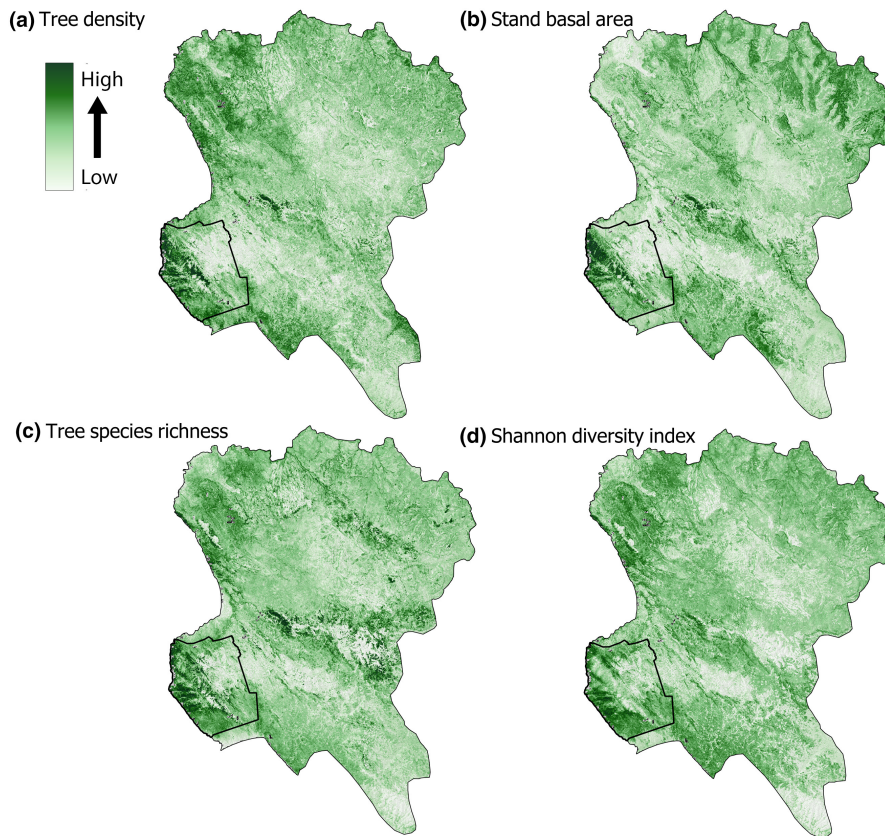 (a) Tree density
(b) Stand basal area
High
Low
(c) Tree species richness
(d) Shannon diversity index